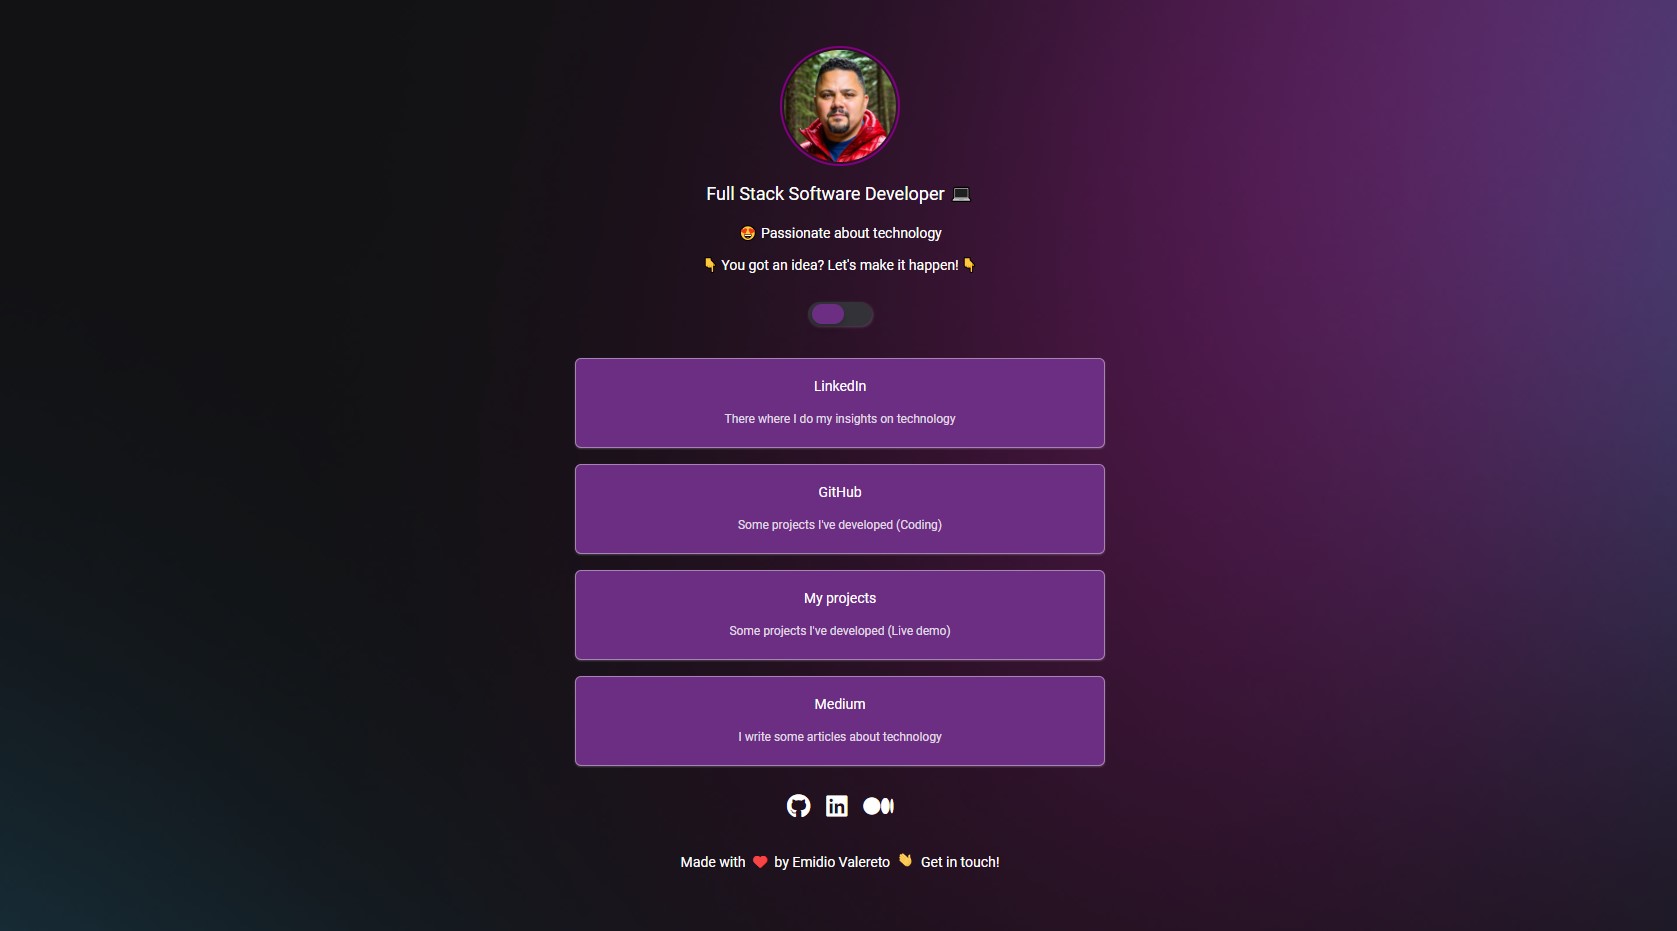 Full Stack Software Developer 💻
🤩 Passionate about technology
👇 You got an idea? Let's make it happen! 👇
LinkedIn
There where I do my insights on technology
GitHub
Some projects I've developed (Coding)
My projects
Some projects I've developed (Live demo)
Medium
I write some articles about technology
in
Made with ❤️ by Emidio Valereto 👋 Get in touch!